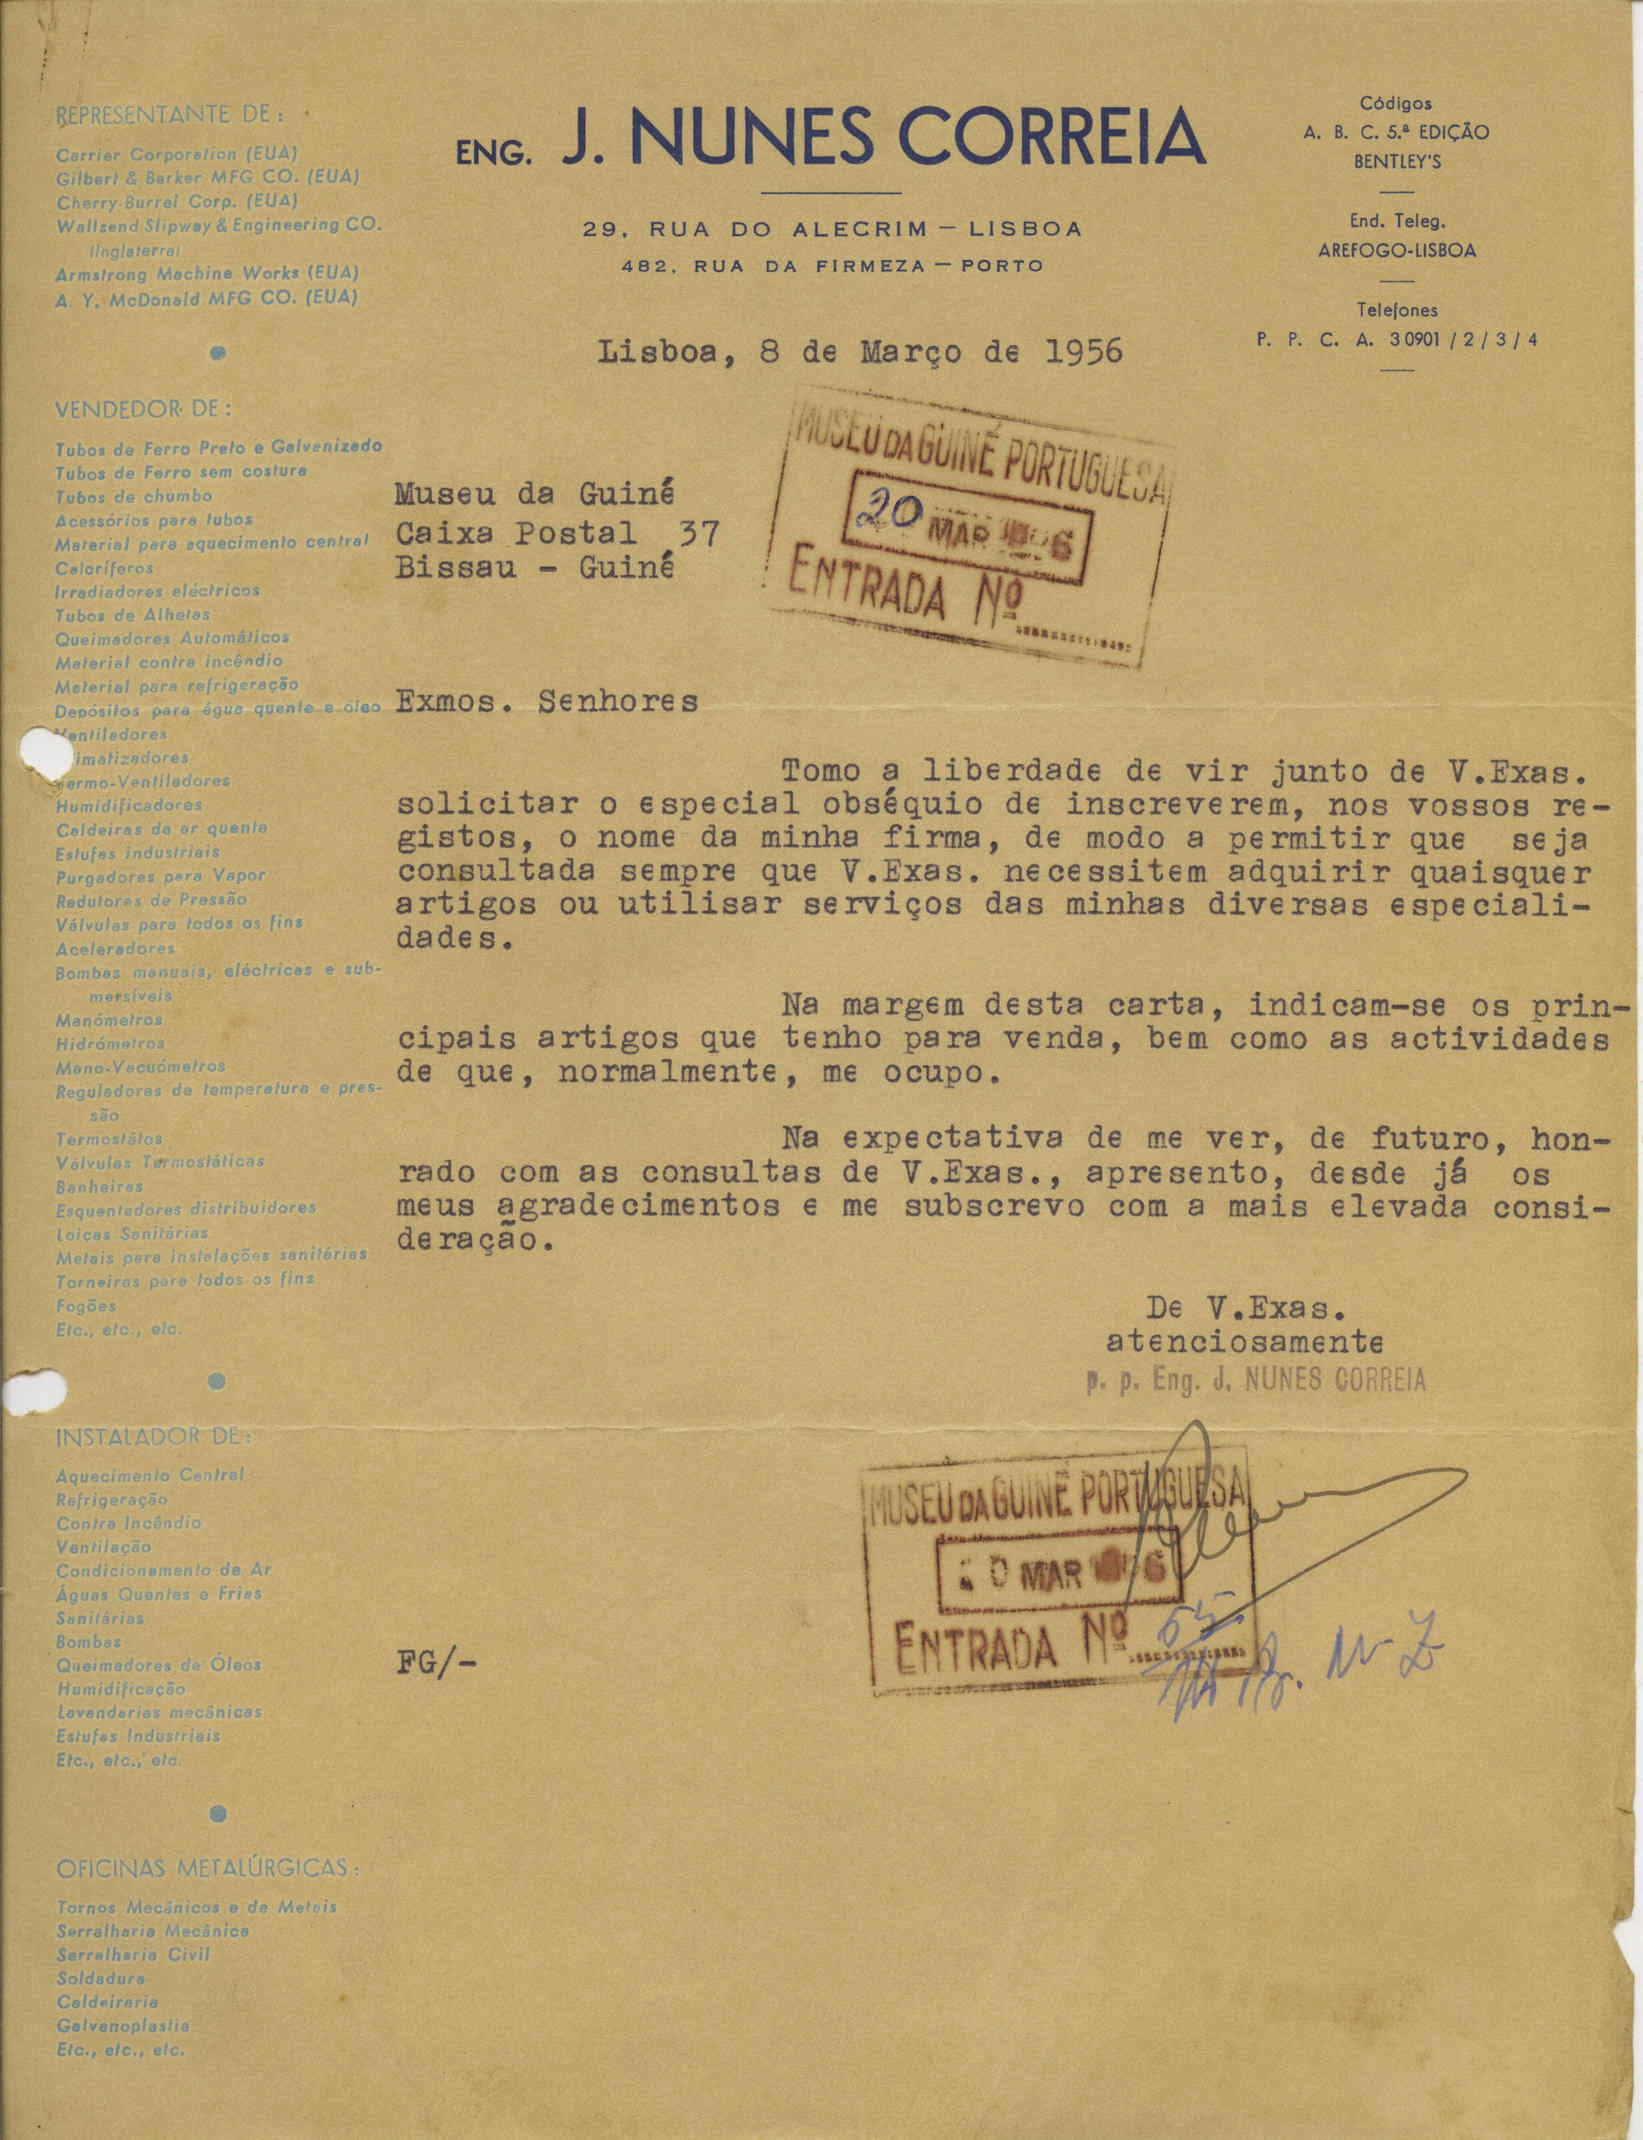 ENG. J. NUNES CORREIA
29, RUA DO ALECRIM — LISBOA
482, RUA DA FIRMEZA — PORTO
Códigos
A. B. C. 5.ª EDIÇÃO
BENTLEY'S
End. Teleg.
AREFOGO-LISBOA
Telefones
P. P. C. A. 30901 / 2 / 3 / 4
REPRESENTANTE DE:
Carrier Corporation (EUA)
Gilbert & Barker MFG CO. (EUA)
Cherry-Burrel Corp. (EUA)
Wallsend Slipway & Engineering CO.
(Inglaterra)
Armstrong Machine Works (EUA)
A. Y. McDonald MFG CO. (EUA)
VENDEDOR DE:
Tubos de Ferro Preto e Galvanizado
Tubos de Ferro sem costura
Tubos de chumbo
Acessórios para tubos
Material para aquecimento central
Caloríferos
Irradiadores eléctricos
Tubos de Alhetas
Queimadores Automáticos
Material contra incêndio
Material para refrigeração
Depósitos para água quente e óleo
Ventiladores
imatizadores
ermo-Ventiladores
Humidificadores
Caldeiras de ar quente
Estufas industriais
Purgadores para Vapor
Redutores de Pressão
Válvulas para todos os fins
Aceleradores
Bombas manuais, eléctricas e sub-
mersíveis
Manómetros
Hidrómetros
Mano-Vacuómetros
Reguladores de temperatura e pres-
são
Termostátos
Válvulas Termostáticas
Banheiras
Esquentadores distribuidores
Loiças Sanitárias
Metais para instalações sanitárias
Torneiras para todos os fins
Fogões
Etc., etc., etc.
INSTALADOR DE:
Aquecimento Central
Refrigeração
Contra Incêndio
Ventilação
Condicionamento de Ar
Águas Quentes e Frias
Sanitárias
Bombas
Queimadores de Óleos
Humidificação
Lavandarias mecânicas
Estufas Industriais
Etc., etc., etc.
OFICINAS METALÚRGICAS:
Tornos Mecânicos e de Metais
Serralharia Mecânica
Serralharia Civil
Soldadura
Caldeiraria
Galvanoplastia
Etc., etc., etc.
Lisboa, 8 de Março de 1956
MUSEU DA GUINÉ PORTUGUESA
20 MAR
ENTRADA Nº
Museu da Guiné
Caixa Postal 37
Bissau - Guiné
Exmos. Senhores
Tomo a liberdade de vir junto de V.Exas.
solicitar o especial obséquio de inscreverem, nos vossos re-
gistos, o nome da minha firma, de modo a permitir que seja
consultada sempre que V.Exas. necessitem adquirir quaisquer
artigos ou utilisar serviços das minhas diversas especiali-
dades.
Na margem desta carta, indicam-se os prin-
cipais artigos que tenho para venda, bem como as actividades
de que, normalmente, me ocupo.
Na expectativa de me ver, de futuro, hon-
rado com as consultas de V.Exas., apresento, desde já os
meus agradecimentos e me subscrevo com a mais elevada consi-
deração.
De V.Exas.
atenciosamente
p. p. Eng. J. NUNES CORREIA
MUSEU DA GUINÉ PORTUGUESA
MAR
ENTRADA Nº
FG/-